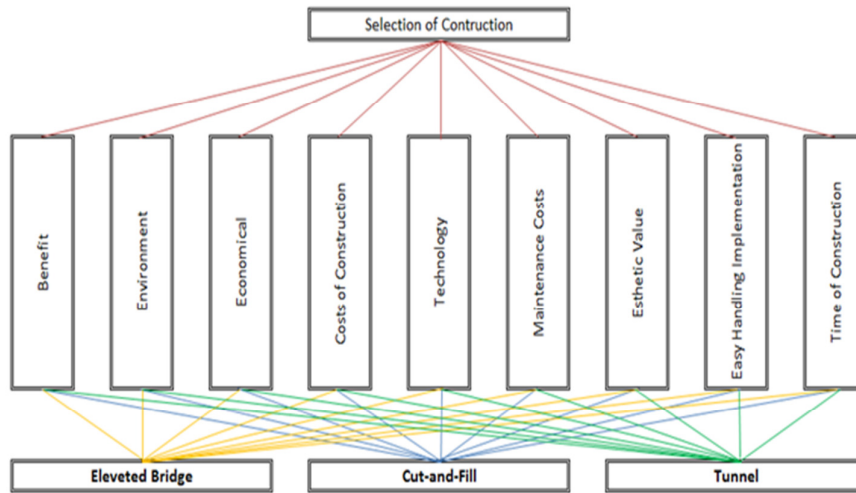 Selection of Contruction
Benefit
Environment
Economical
Costs of Construction
Technology
Maintenance Costs
Esthetic Value
Easy Handling Implementation
Time of Construction
Eleveted Bridge
Cut-and-Fill
Tunnel